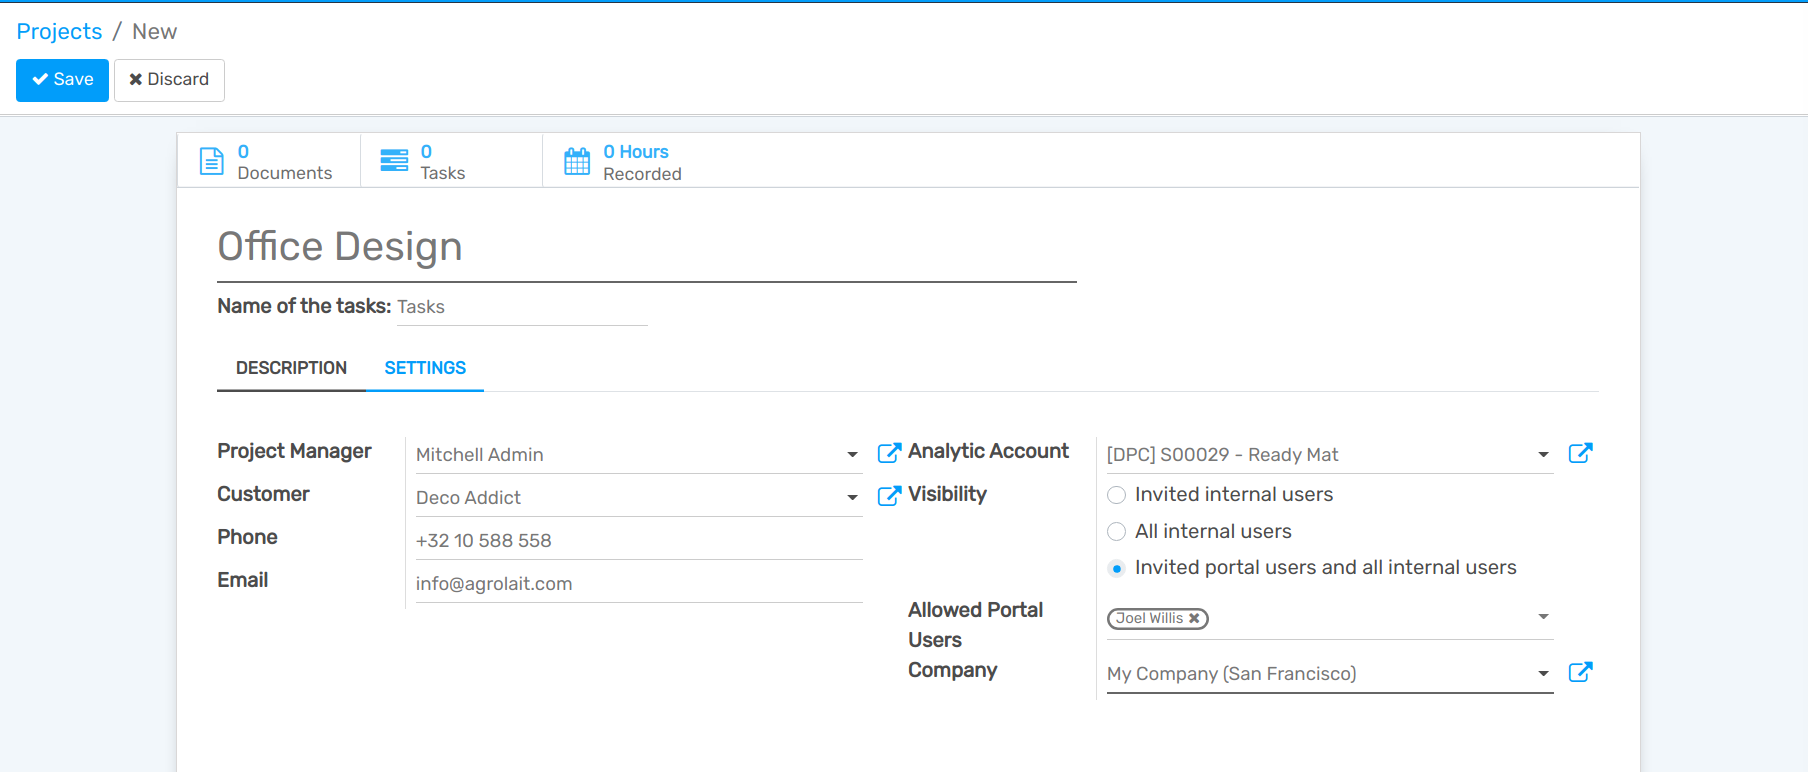 Projects / New
Save Discard
0
Documents
0
Tasks
0 Hours
Recorded
Office Design
Name of the tasks: Tasks
DESCRIPTION SETTINGS
Project Manager Mitchell Admin
Customer Deco Addict
Phone +32 10 588 558
Email info@agrolait.com
Analytic Account [DPC] S00029 - Ready Mat
Visibility Invited internal users
All internal users
Invited portal users and all internal users
Allowed Portal Users Joel Willis
Company My Company (San Francisco)